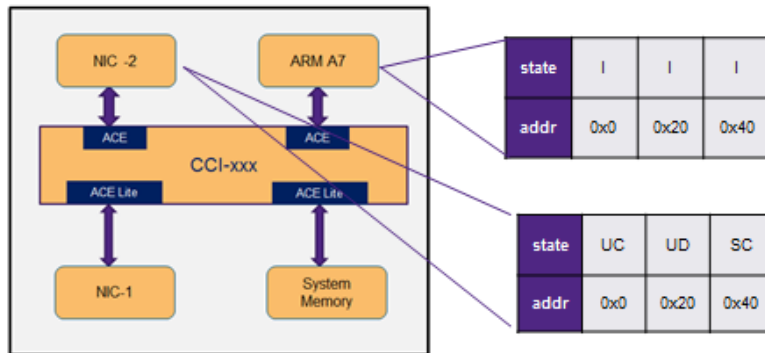 NIC -2
ARM A7
ACE
ACE
CCI-xxx
ACE Lite
ACE Lite
NIC-1
System
Memory
state I I I
addr 0x0 0x20 0x40
state UC UD SC
addr 0x0 0x20 0x40